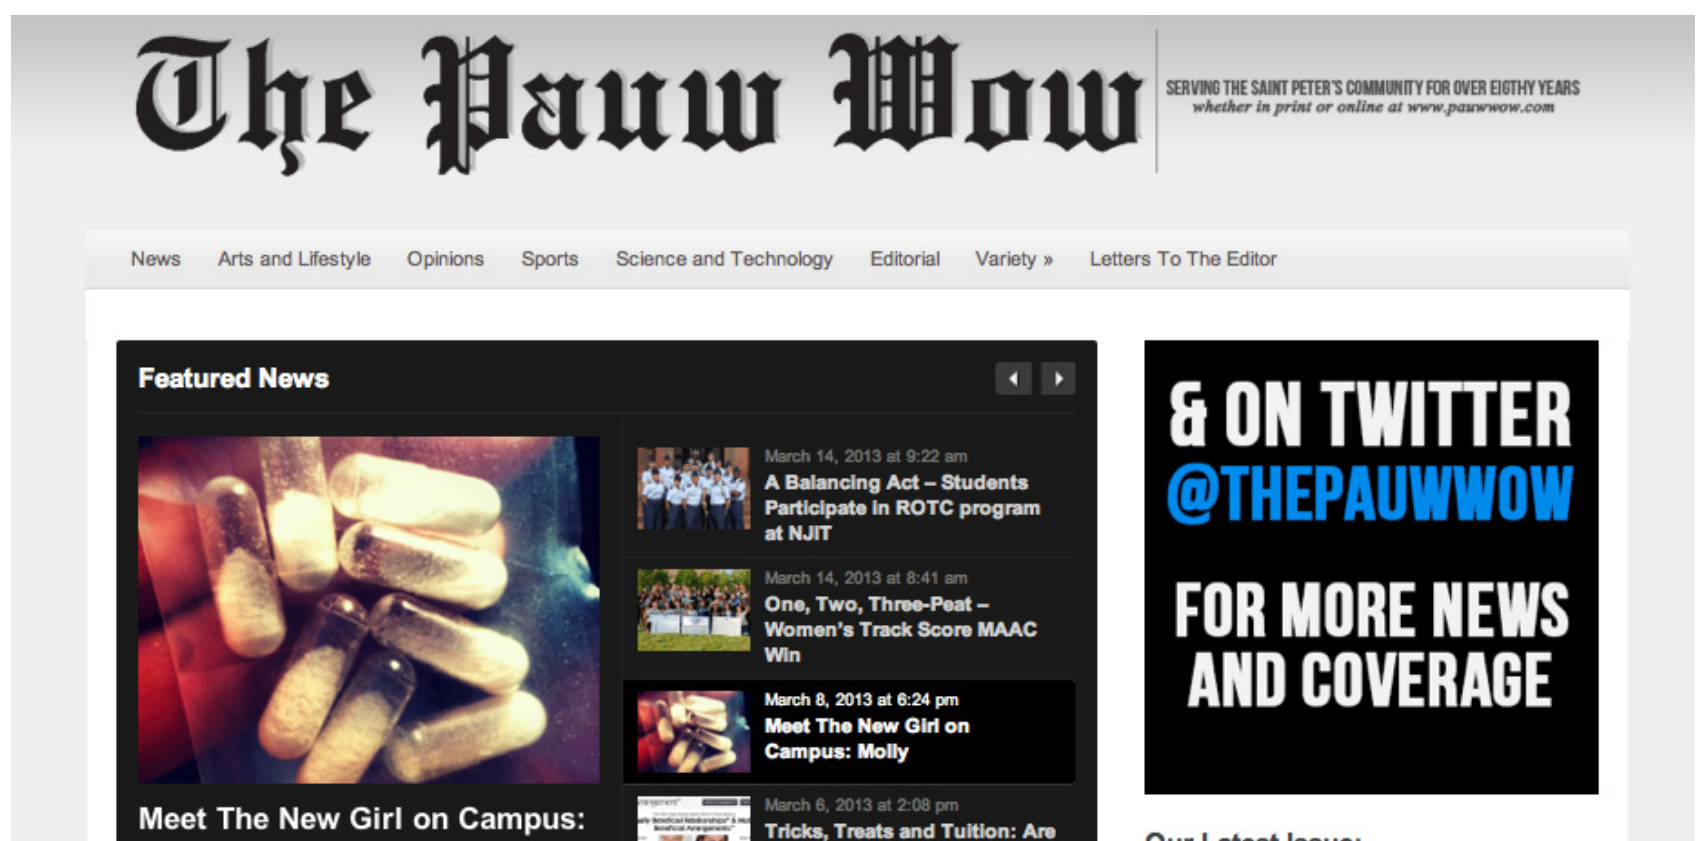 The Pauw Wow
SERVING THE SAINT PETER'S COMMUNITY FOR OVER EIGTHY YEARS
whether in print or online at www.pauwwow.com
News Arts and Lifestyle Opinions Sports Science and Technology Editorial Variety » Letters To The Editor
Featured News
March 14, 2013 at 9:22 am
A Balancing Act – Students
Participate in ROTC program
at NJIT
March 14, 2013 at 8:41 am
One, Two, Three-Peat –
Women's Track Score MAAC
Win
March 8, 2013 at 6:24 pm
Meet The New Girl on
Campus: Molly
March 6, 2013 at 2:08 pm
Tricks, Treats and Tuition: Are
Meet The New Girl on Campus:
& ON TWITTER
@THEPAUWWOW
FOR MORE NEWS
AND COVERAGE
Our Latest Issue: